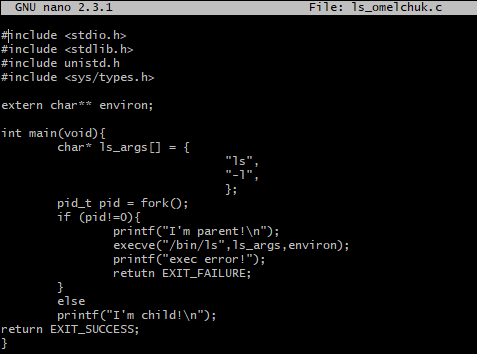 GNU nano 2.3.1 File: ls_omelchuk.c
#include <stdio.h>
#include <stdlib.h>
#include unistd.h
#include <sys/types.h>
extern char** environ;
int main(void){
char* ls_args[] = {
"ls",
"-l",
};
pid_t pid = fork();
if (pid!=0){
printf("I'm parent!\n");
execve("/bin/ls",ls_args,environ);
printf("exec error!");
retutn EXIT_FAILURE;
}
else
printf("I'm child!\n");
return EXIT_SUCCESS;
}